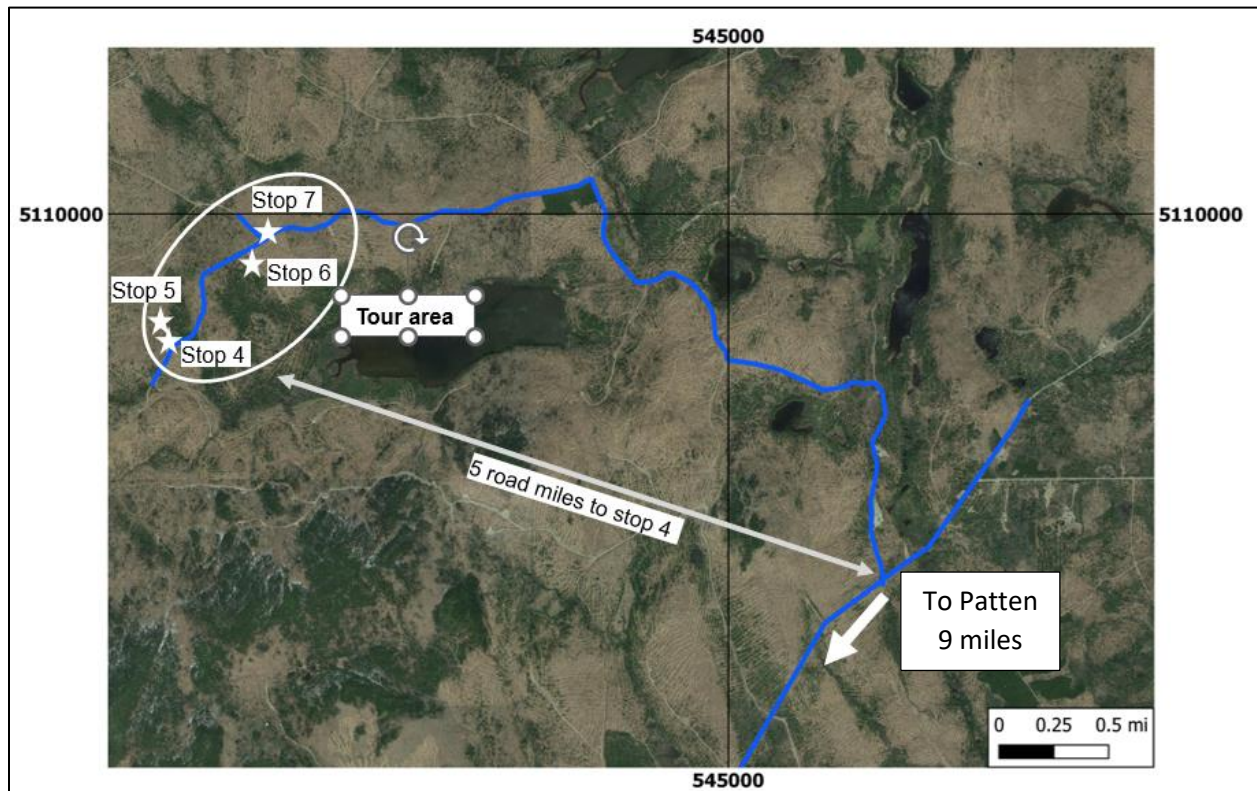 545000
5110000
5110000
Stop 7
Stop 6
Stop 5
Stop 4
Tour area
5 road miles to stop 4
To Patten
9 miles
0 0.25 0.5 mi
545000